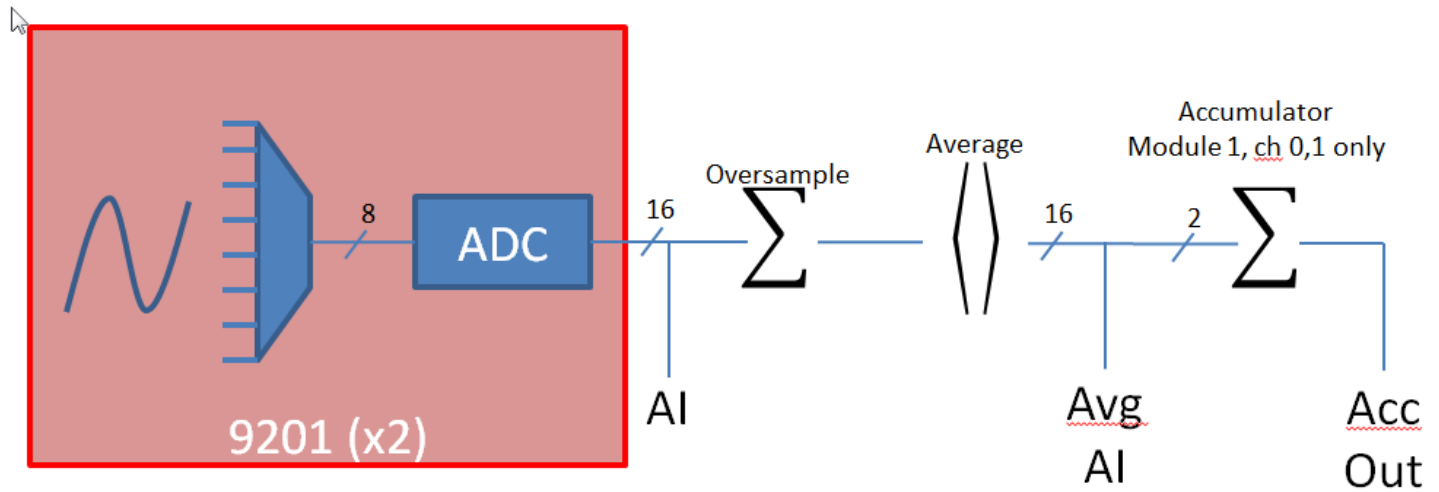 8
ADC
9201 (x2)
16
AI
Oversample
∑
Average
⟨⟩
16
Avg
AI
Accumulator
Module 1, ch 0,1 only
2
∑
Acc
Out